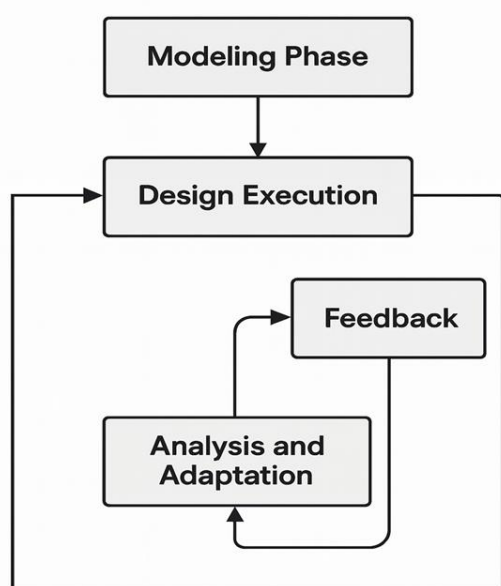 Modeling Phase
Design Execution
Feedback
Analysis and
Adaptation